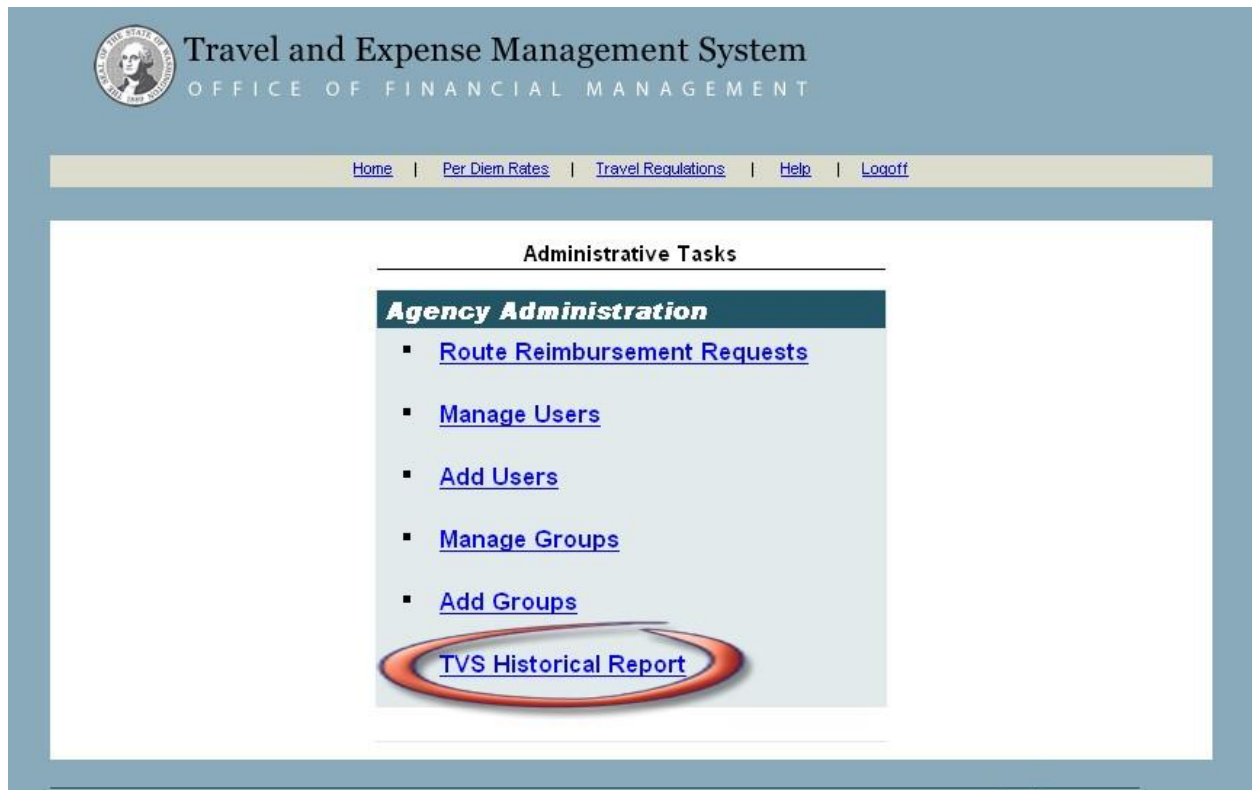 Travel and Expense Management System
OFFICE OF FINANCIAL MANAGEMENT
Home | Per Diem Rates | Travel Regulations | Help | Logoff
Administrative Tasks
Agency Administration
Route Reimbursement Requests
Manage Users
Add Users
Manage Groups
Add Groups
TVS Historical Report